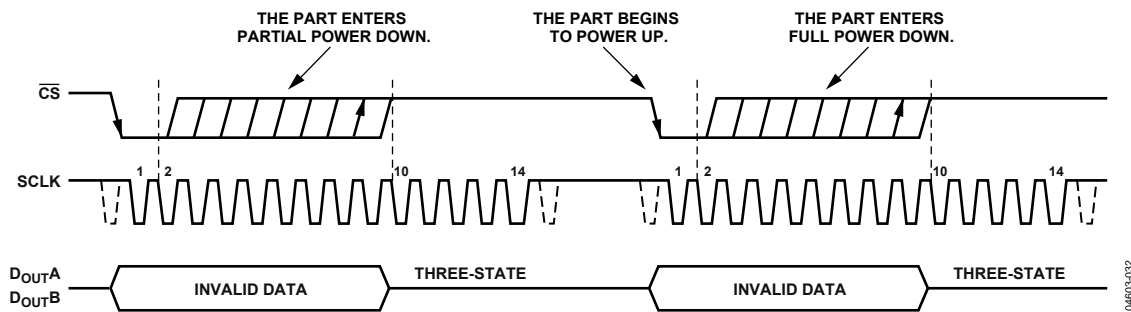 THE PART ENTERS
PARTIAL POWER DOWN.
THE PART BEGINS
TO POWER UP.
THE PART ENTERS
FULL POWER DOWN.
CS
SCLK
1 2 10 14 1 2 10 14
DOUTA
DOUTB
INVALID DATA THREE-STATE INVALID DATA THREE-STATE
04603-032